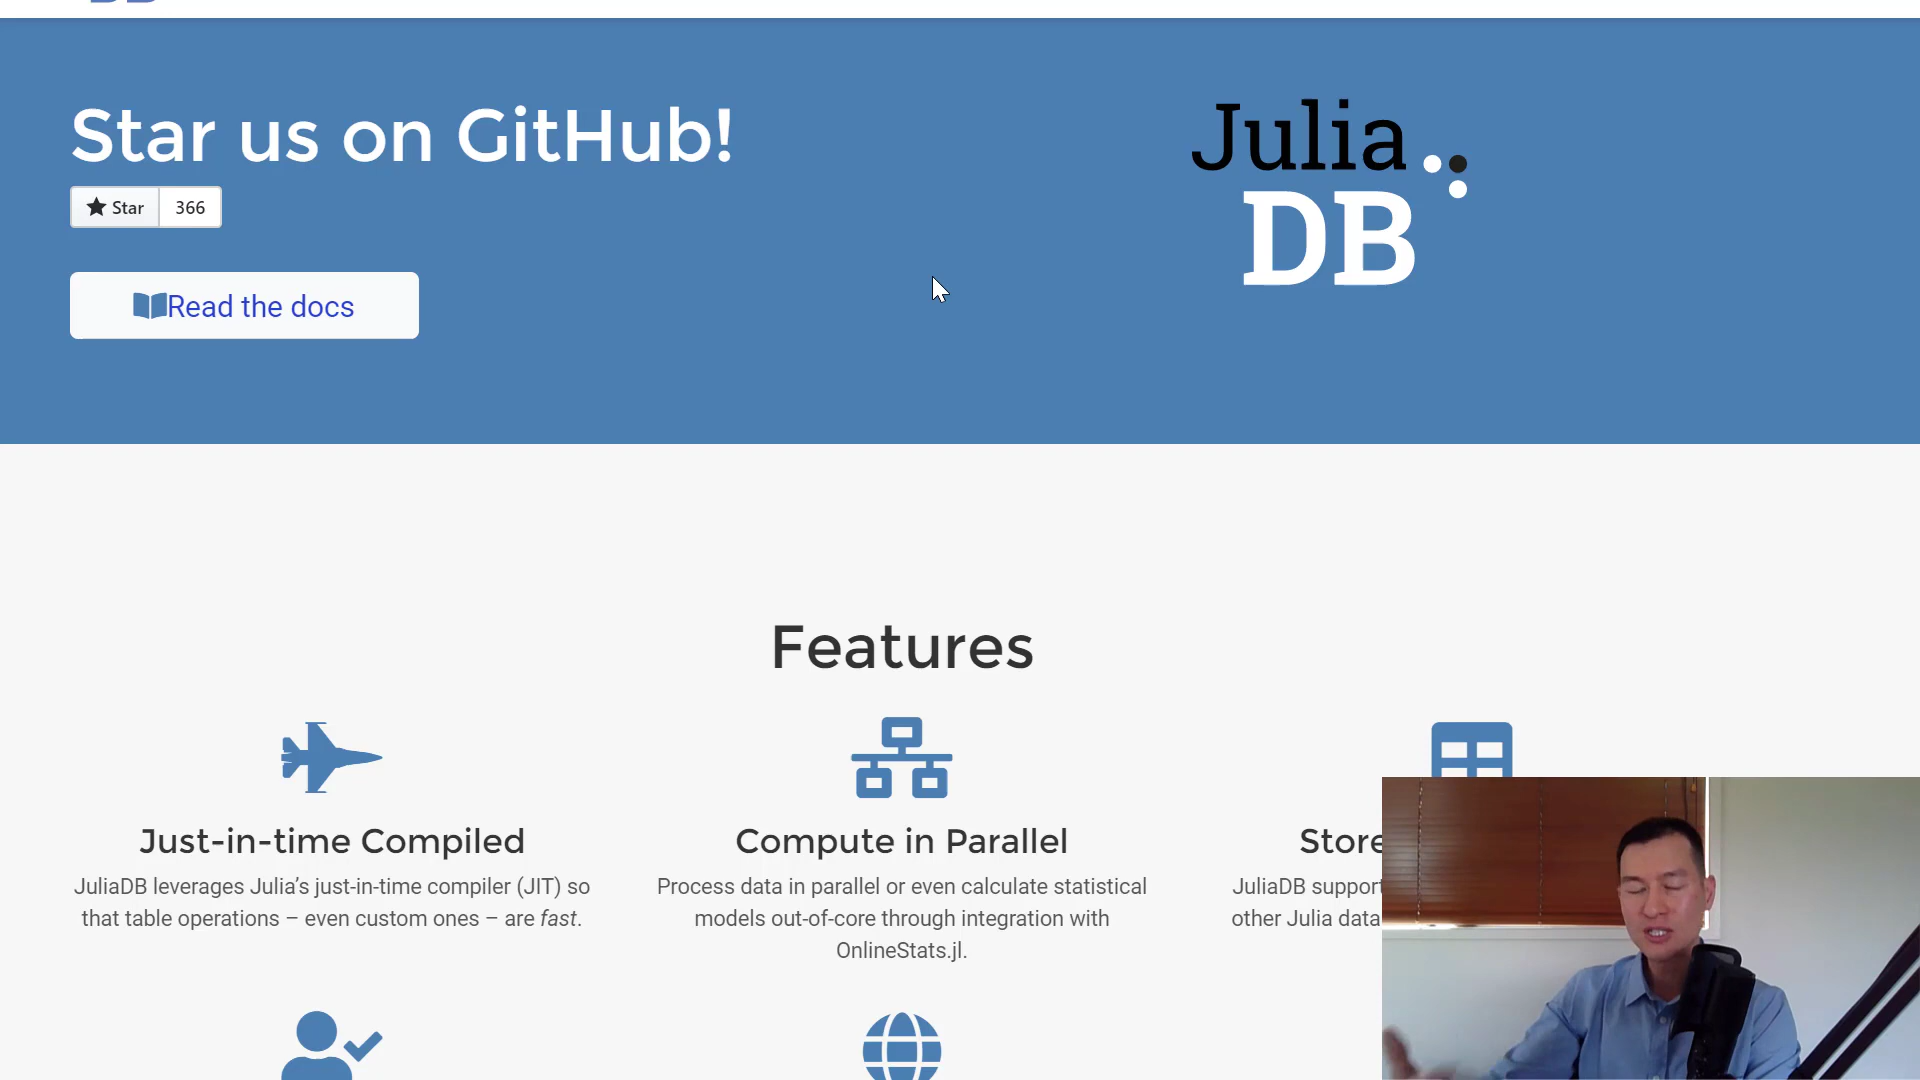 Star us on GitHub!
Star 366
Read the docs
Julia
DB
Features
Just-in-time Compiled
JuliaDB leverages Julia’s just-in-time compiler (JIT) so
that table operations – even custom ones – are fast.
Compute in Parallel
Process data in parallel or even calculate statistical
models out-of-core through integration with
OnlineStats.jl.
Store
JuliaDB support
other Julia data